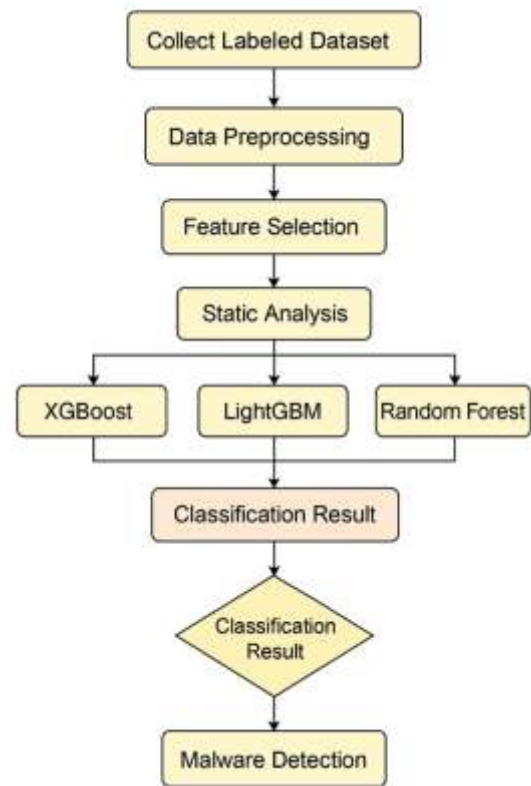 Collect Labeled Dataset
Data Preprocessing
Feature Selection
Static Analysis
XGBoost
LightGBM
Random Forest
Classification Result
Classification
Result
Malware Detection